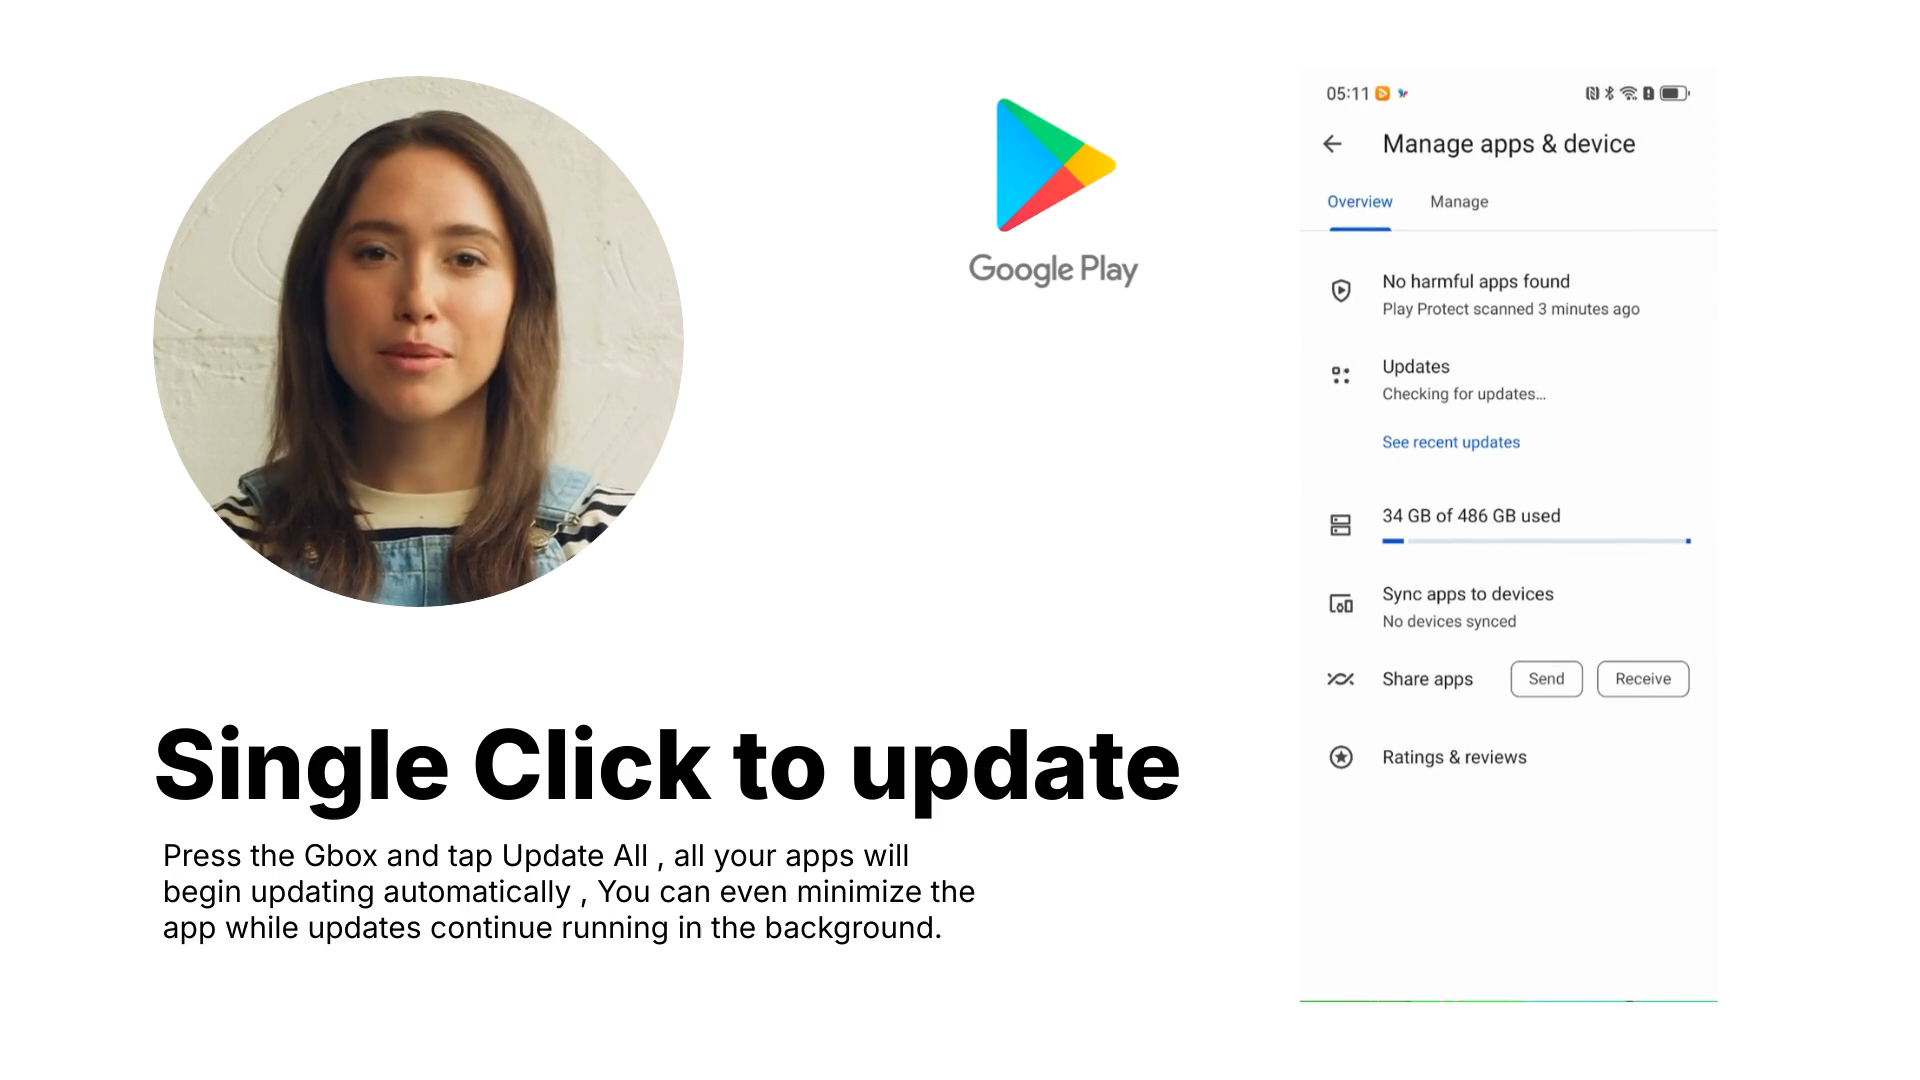 Google Play
Single Click to update
Press the Gbox and tap Update All , all your apps will
begin updating automatically , You can even minimize the
app while updates continue running in the background.
05:11
Manage apps & device
Overview Manage
No harmful apps found
Play Protect scanned 3 minutes ago
Updates
Checking for updates...
See recent updates
34 GB of 486 GB used
Sync apps to devices
No devices synced
Share apps Send Receive
Ratings & reviews